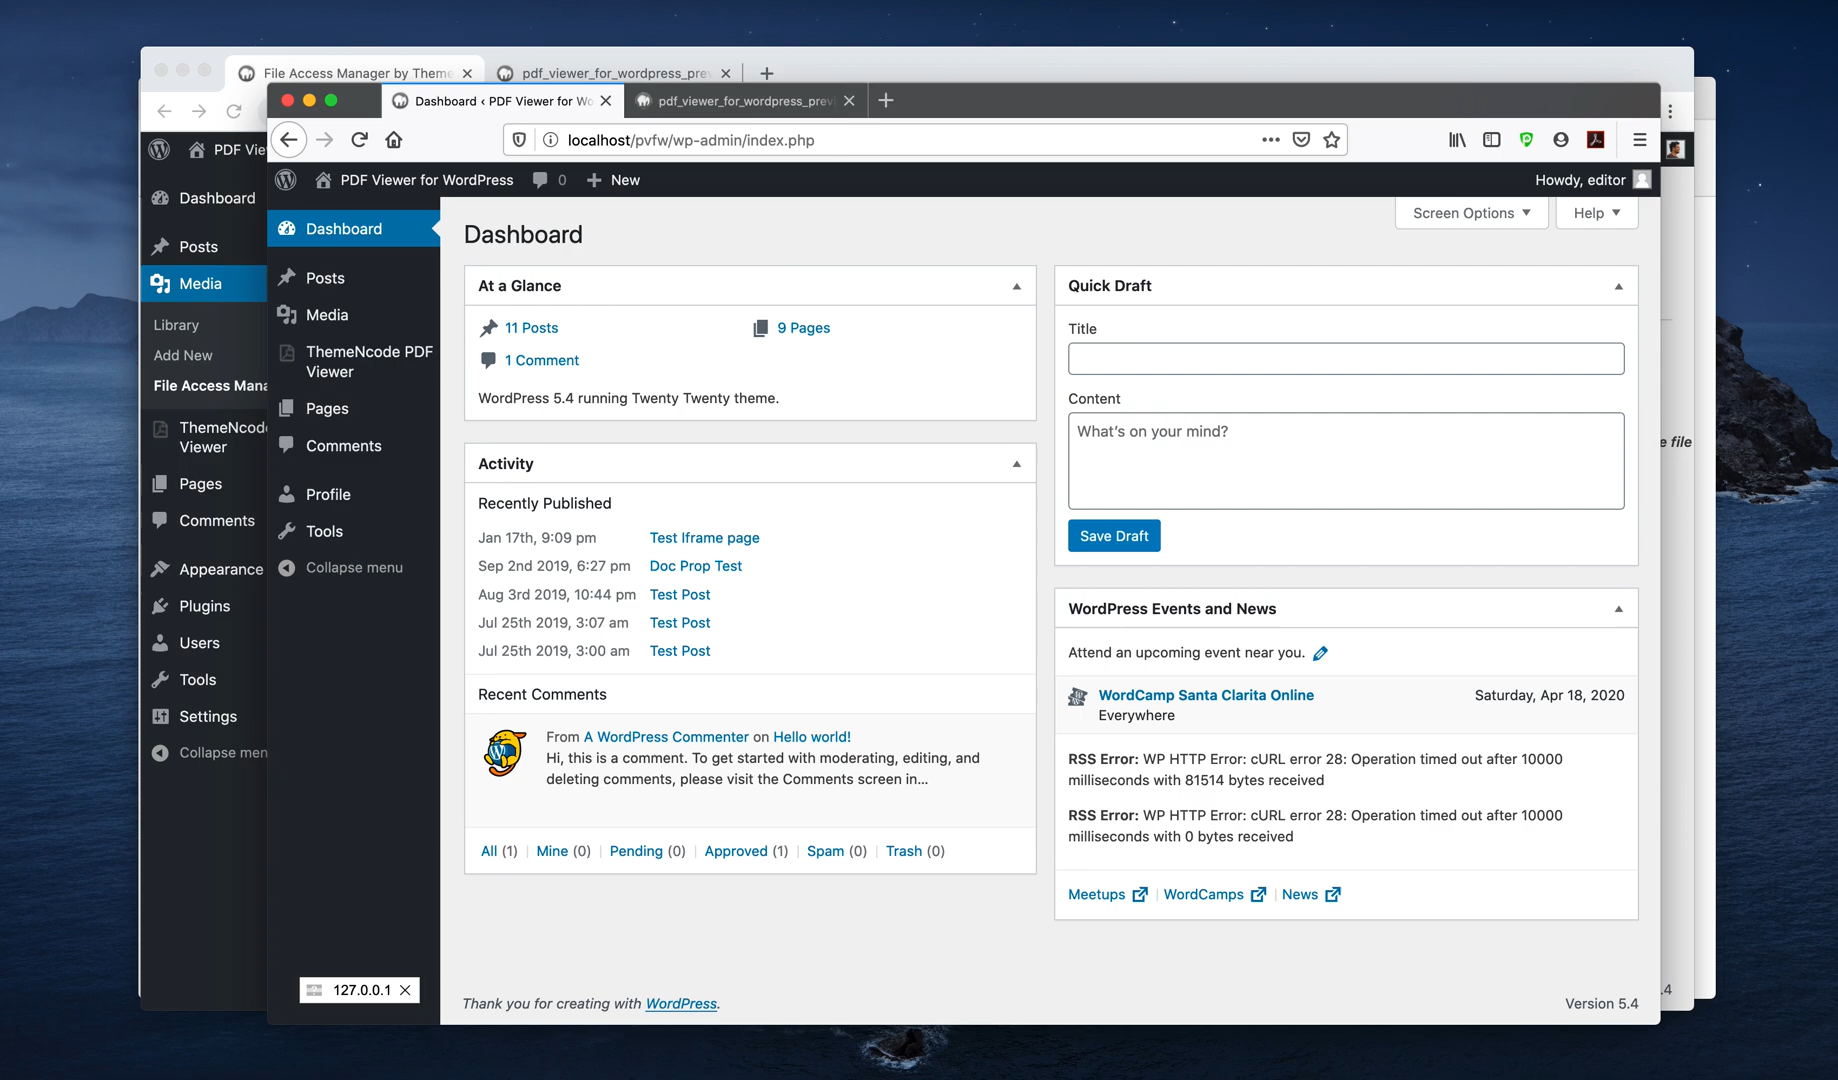 File Access Manager by Theme
pdf_viewer_for_wordpress_prev
Dashboard ‹ PDF Viewer for Wo
pdf_viewer_for_wordpress_previ
localhost/pvfw/wp-admin/index.php
PDF Vie
Dashboard
Posts
Media
Library
Add New
File Access Mana
ThemeNcode
Viewer
Pages
Comments
Appearance
Plugins
Users
Tools
Settings
Collapse men
PDF Viewer for WordPress
0
New
Howdy, editor
Dashboard
Posts
Media
ThemeNcode PDF
Viewer
Pages
Comments
Profile
Tools
Collapse menu
127.0.0.1
Screen Options
Help
Dashboard
At a Glance
11 Posts
9 Pages
1 Comment
WordPress 5.4 running Twenty Twenty theme.
Activity
Recently Published
Jan 17th, 9:09 pm Test Iframe page
Sep 2nd 2019, 6:27 pm Doc Prop Test
Aug 3rd 2019, 10:44 pm Test Post
Jul 25th 2019, 3:07 am Test Post
Jul 25th 2019, 3:00 am Test Post
Recent Comments
From A WordPress Commenter on Hello world!
Hi, this is a comment. To get started with moderating, editing, and
deleting comments, please visit the Comments screen in…
All (1) | Mine (0) | Pending (0) | Approved (1) | Spam (0) | Trash (0)
Quick Draft
Title
Content
What's on your mind?
Save Draft
WordPress Events and News
Attend an upcoming event near you.
WordCamp Santa Clarita Online
Saturday, Apr 18, 2020
Everywhere
RSS Error: WP HTTP Error: cURL error 28: Operation timed out after 10000
milliseconds with 81514 bytes received
RSS Error: WP HTTP Error: cURL error 28: Operation timed out after 10000
milliseconds with 0 bytes received
Meetups | WordCamps | News
Thank you for creating with WordPress.
Version 5.4
e file
.4